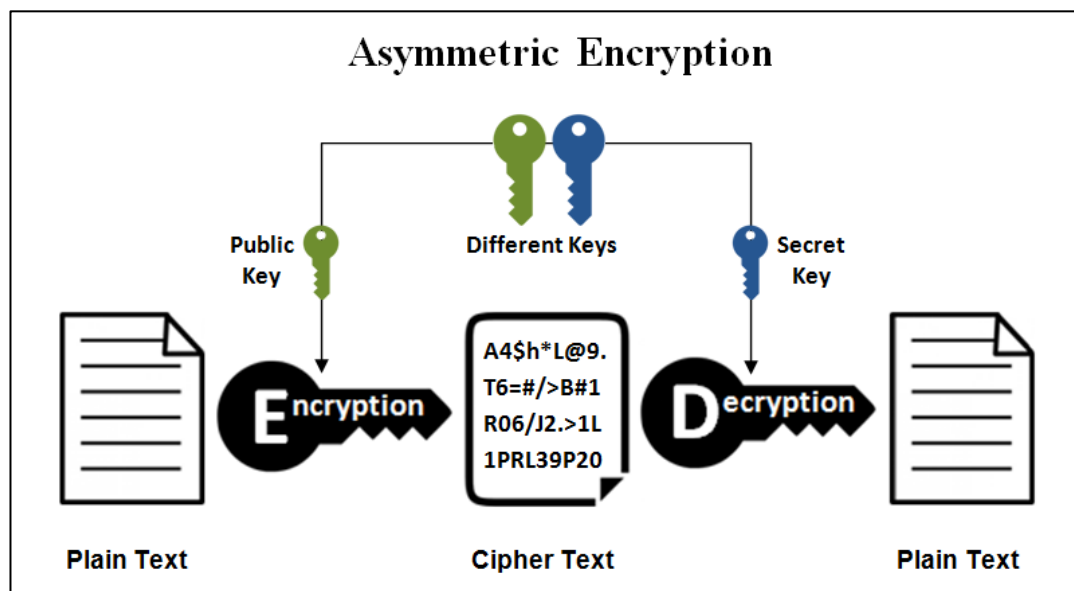 Asymmetric Encryption
Public
Key
Different Keys
Secret
Key
Encryption
A4$h*L@9.
T6=#/>B#1
R06/J2.>1L
1PRL39P20
Decryption
Plain Text
Cipher Text
Plain Text